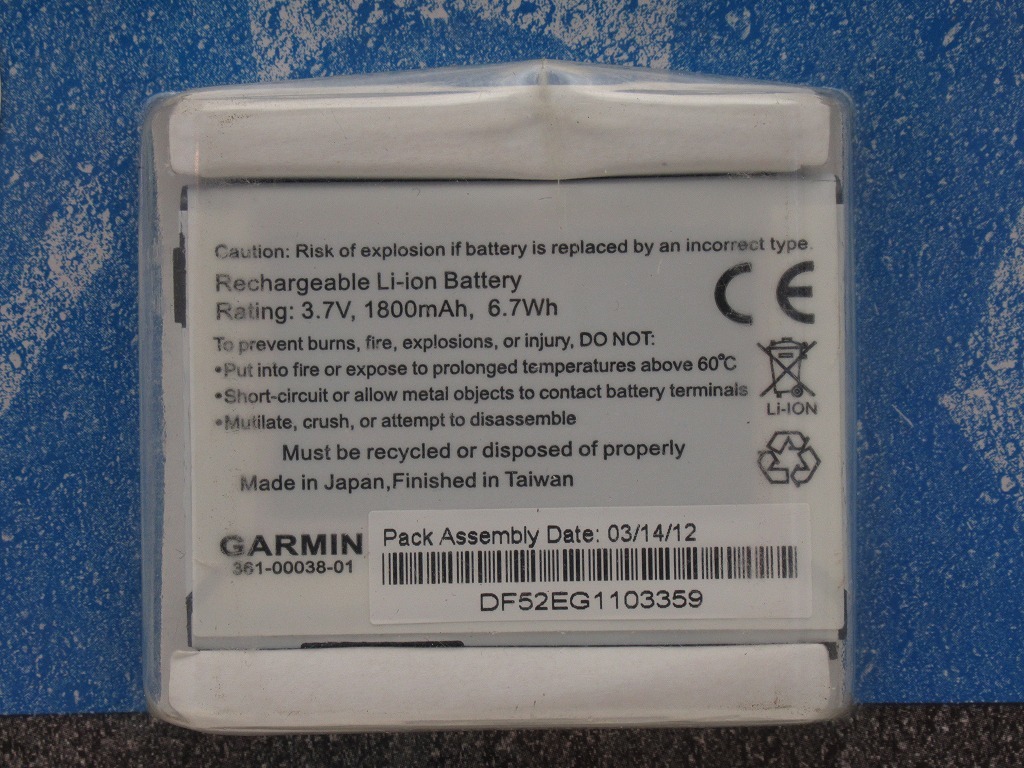 Caution: Risk of explosion if battery is replaced by an incorrect type.
Rechargeable Li-ion Battery
Rating: 3.7V, 1800mAh, 6.7Wh
CE
To prevent burns, fire, explosions, or injury, DO NOT:
•Put into fire or expose to prolonged temperatures above 60°C
•Short-circuit or allow metal objects to contact battery terminals
•Mutilate, crush, or attempt to disassemble
Li-ION
Must be recycled or disposed of properly
Made in Japan,Finished in Taiwan
GARMIN
361-00038-01
Pack Assembly Date: 03/14/12
DF52EG1103359